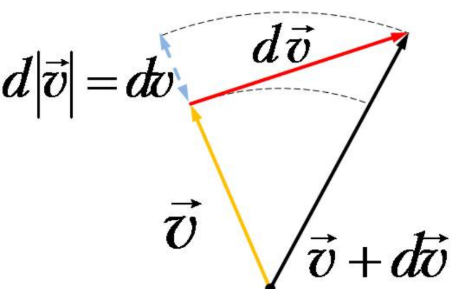 d𝑣⃗
d|𝑣⃗| = dv
𝑣⃗
𝑣⃗ + d𝑣⃗